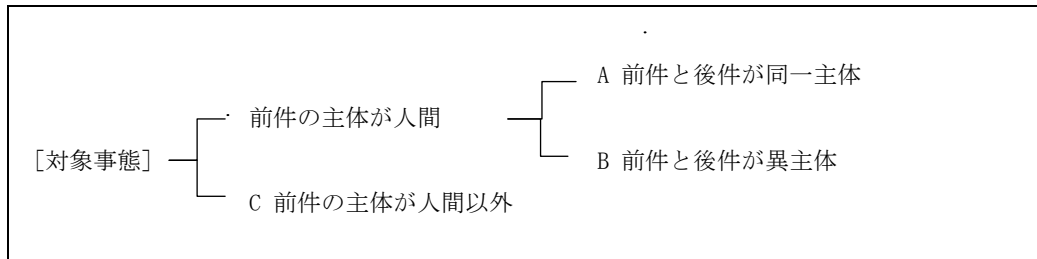 A 前件と後件が同一主体
前件の主体が人間
[対象事態]
B 前件と後件が異主体
C 前件の主体が人間以外